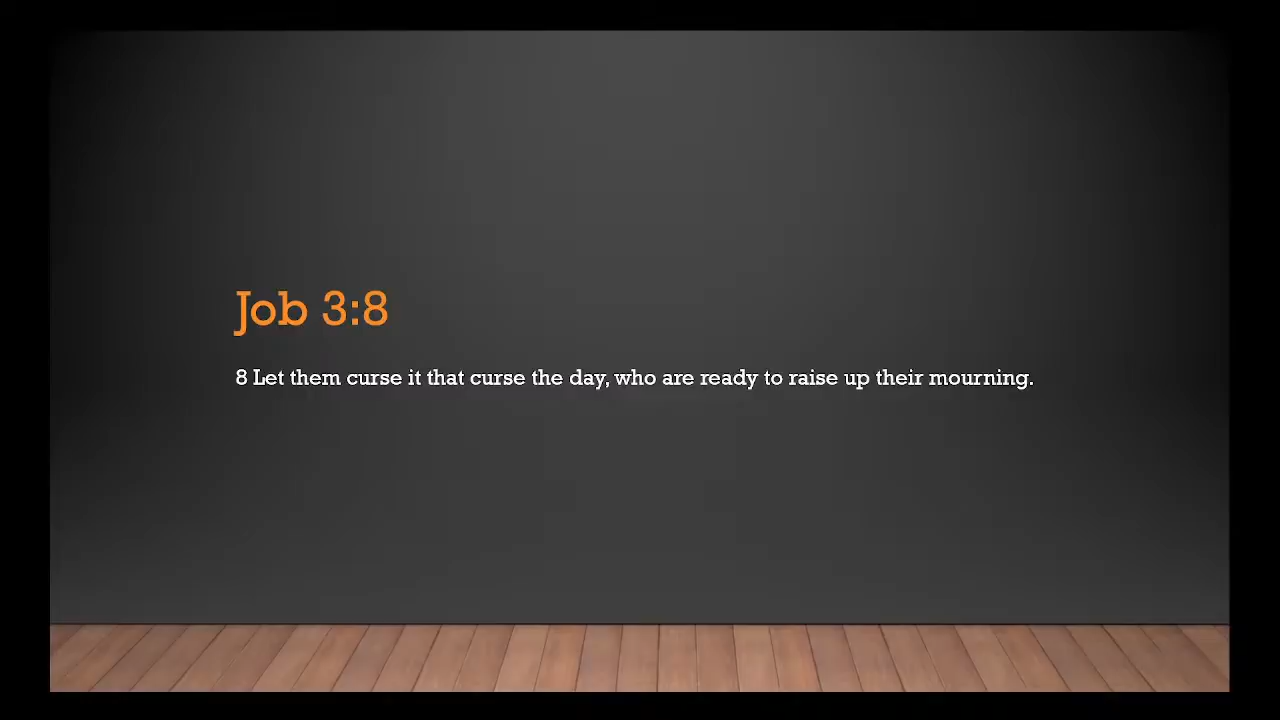 Job 3:8
8 Let them curse it that curse the day, who are ready to raise up their mourning.